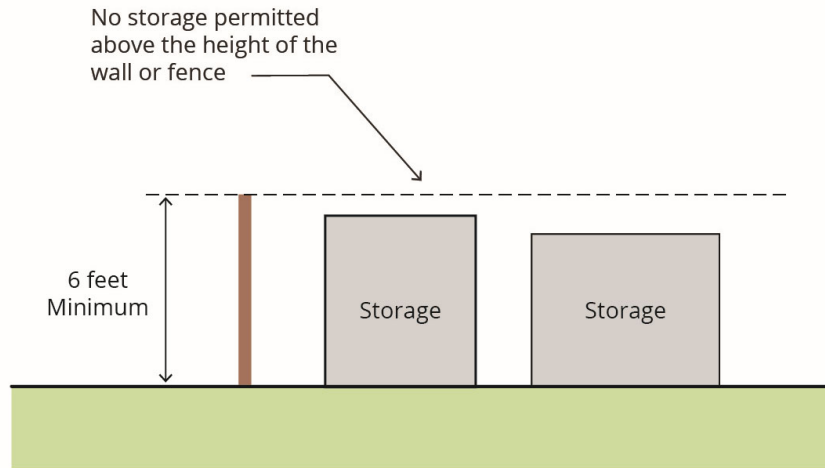 No storage permitted
above the height of the
wall or fence
6 feet
Minimum
Storage
Storage